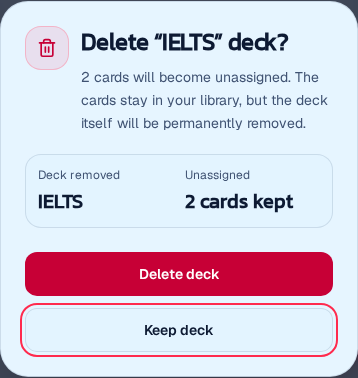 Delete “IELTS” deck?
2 cards will become unassigned. The
cards stay in your library, but the deck
itself will be permanently removed.
Deck removed
IELTS
Unassigned
2 cards kept
Delete deck
Keep deck